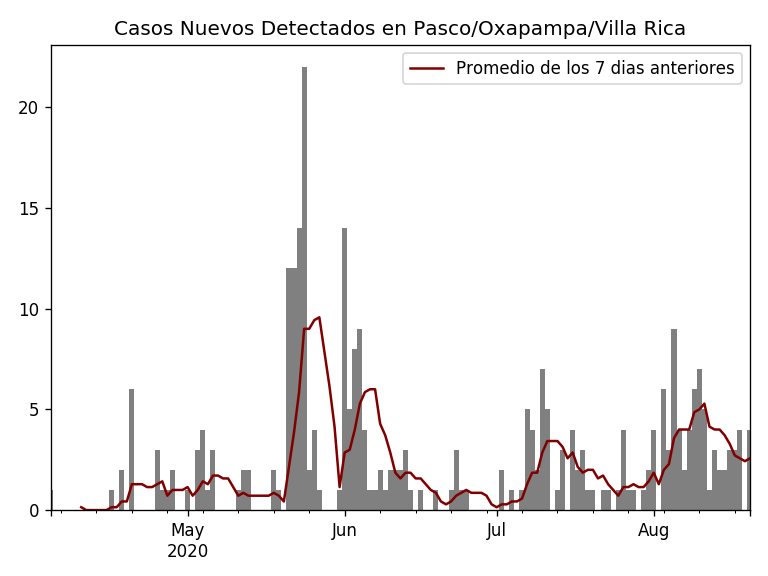 Casos Nuevos Detectados en Pasco/Oxapampa/Villa Rica
Promedio de los 7 dias anteriores
20
15
10
5
0
May
2020
Jun
Jul
Aug